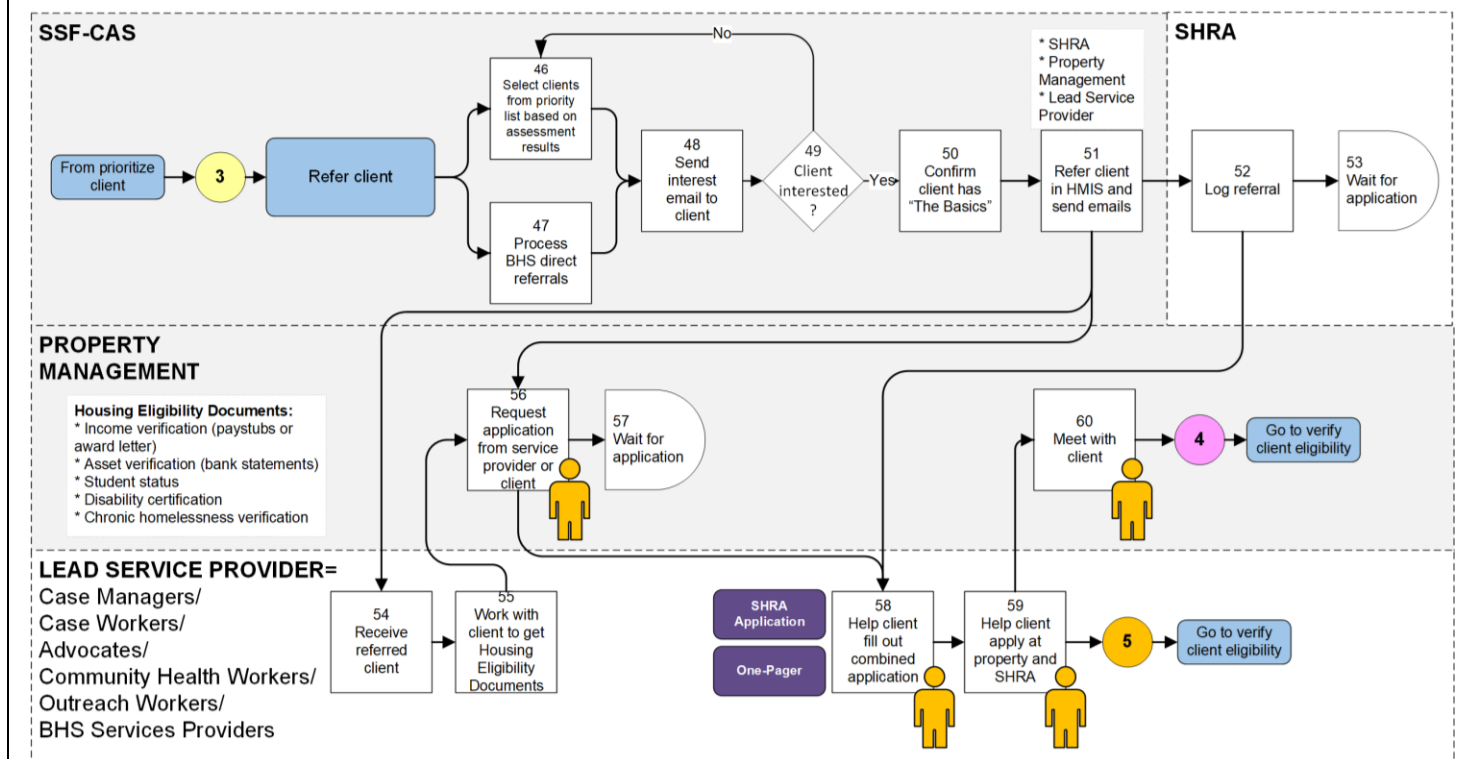 SSF-CAS
No
* SHRA
* Property
Management
* Lead Service
Provider
SHRA
From prioritize
client
3
Refer client
46
Select clients
from priority
list based on
assessment
results
47
Process
BHS direct
referrals
48
Send
interest
email to
client
49
Client
interested
?
Yes
50
Confirm
client has
“The Basics”
51
Refer client
in HMIS and
send emails
52
Log referral
53
Wait for
application
PROPERTY
MANAGEMENT
Housing Eligibility Documents:
* Income verification (paystubs or
award letter)
* Asset verification (bank statements)
* Student status
* Disability certification
* Chronic homelessness verification
56
Request
application
from service
provider or
client
57
Wait for
application
60
Meet with
client
4
Go to verify
client eligibility
LEAD SERVICE PROVIDER=
Case Managers/
Case Workers/
Advocates/
Community Health Workers/
Outreach Workers/
BHS Services Providers
54
Receive
referred
client
55
Work with
client to get
Housing
Eligibility
Documents
SHRA
Application
One-Pager
58
Help client
fill out
combined
application
59
Help client
apply at
property and
SHRA
5
Go to verify
client eligibility